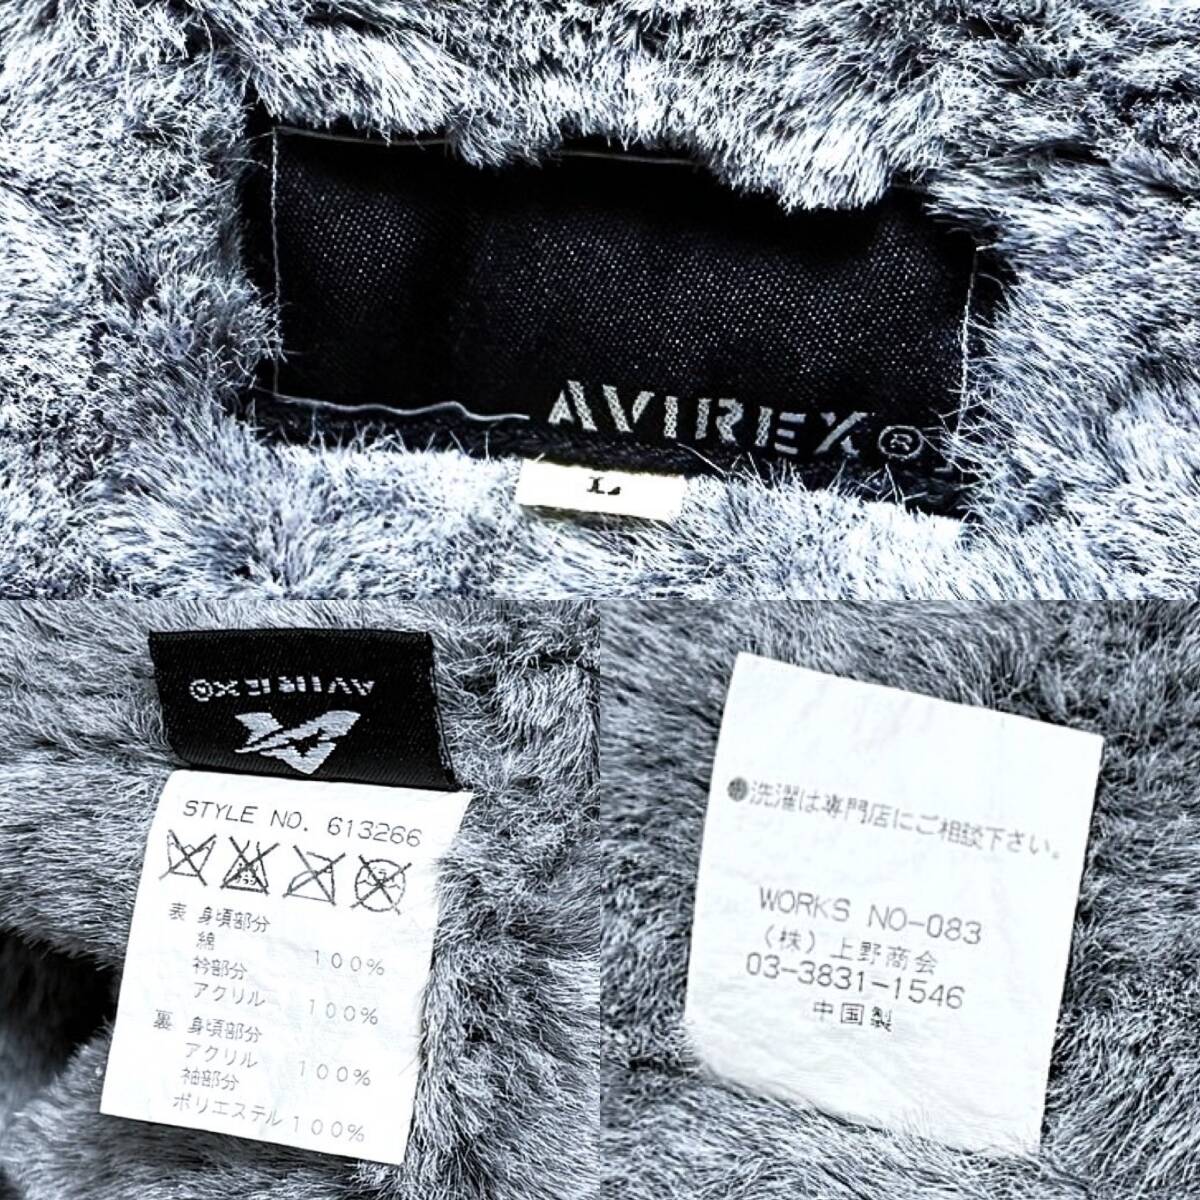 AVIREX®
L
AVIREX®
STYLE NO. 613266
表 身頃部分
綿 100%
衿部分
アクリル 100%
裏 身頃部分
アクリル 100%
袖部分
ポリエステル 100%
●洗濯は専門店にご相談下さい。
WORKS NO-083
(株)上野商会
03-3831-1546
中国製